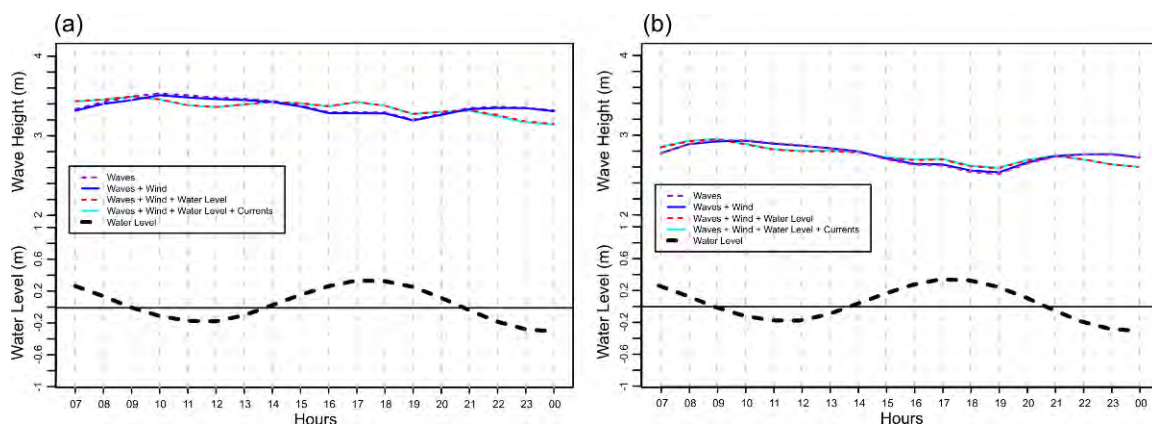 (a)
Wave Height (m)
4
3
2
Waves
Waves + Wind
Waves + Wind + Water Level
Waves + Wind + Water Level + Currents
Water Level
Water Level (m)
1
0.6
0.2
-0.2
-0.6
-1
07 08 09 10 11 12 13 14 15 16 17 18 19 20 21 22 23 00
Hours
(b)
Wave Height (m)
4
3
2
Waves
Waves + Wind
Waves + Wind + Water Level
Waves + Wind + Water Level + Currents
Water Level
Water Level (m)
1
0.6
0.2
-0.2
-0.6
-1
07 08 09 10 11 12 13 14 15 16 17 18 19 20 21 22 23 00
Hours